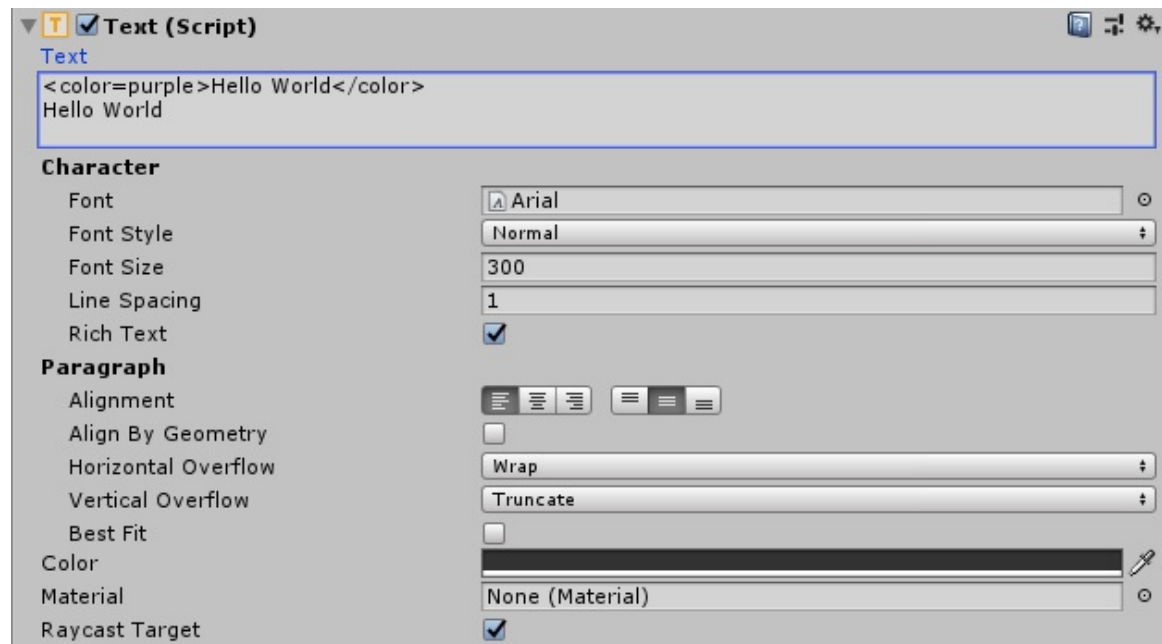 Text (Script)
Text
<color=purple>Hello World</color>
Hello World
Character
Font Arial
Font Style Normal
Font Size 300
Line Spacing 1
Rich Text
Paragraph
Alignment
Align By Geometry
Horizontal Overflow Wrap
Vertical Overflow Truncate
Best Fit
Color
Material None (Material)
Raycast Target